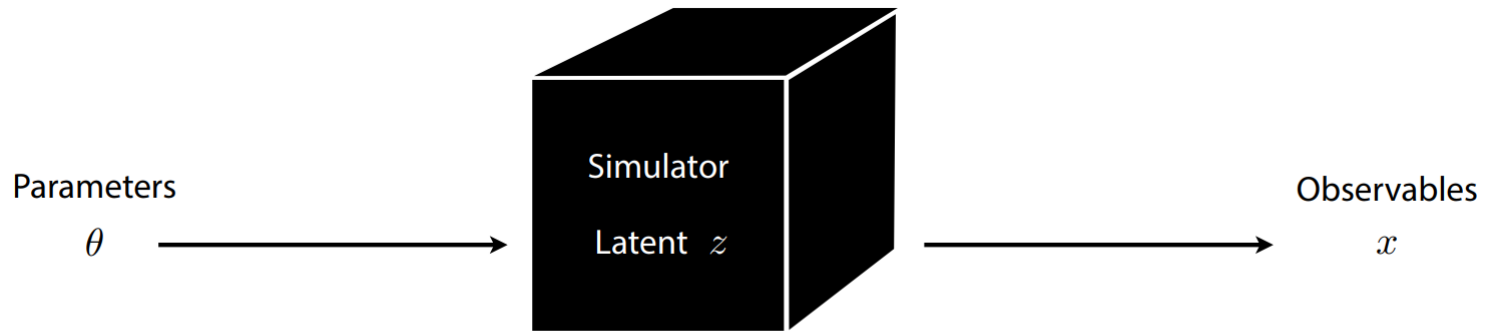 Parameters
θ
Simulator
Latent z
Observables
x